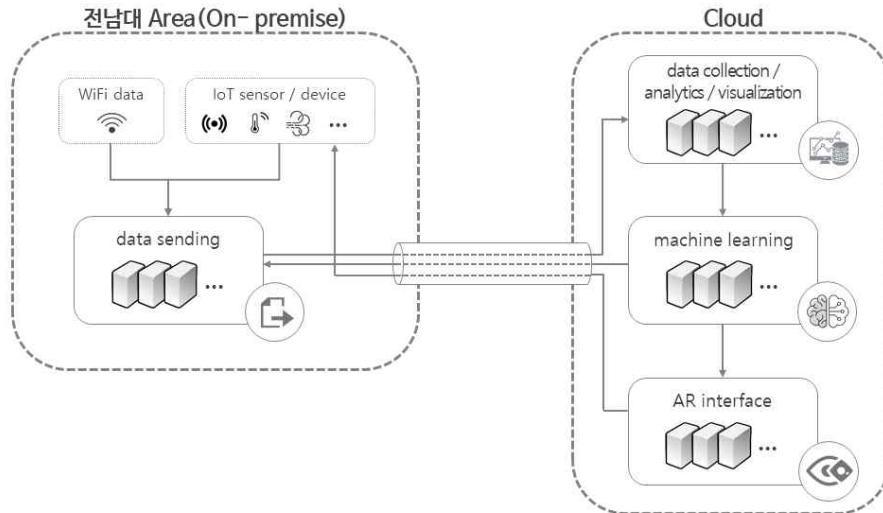 전남대 Area(On- premise)
Cloud
WiFi data
IoT sensor / device
...
data sending
...
data collection /
analytics / visualization
...
machine learning
...
AR interface
...